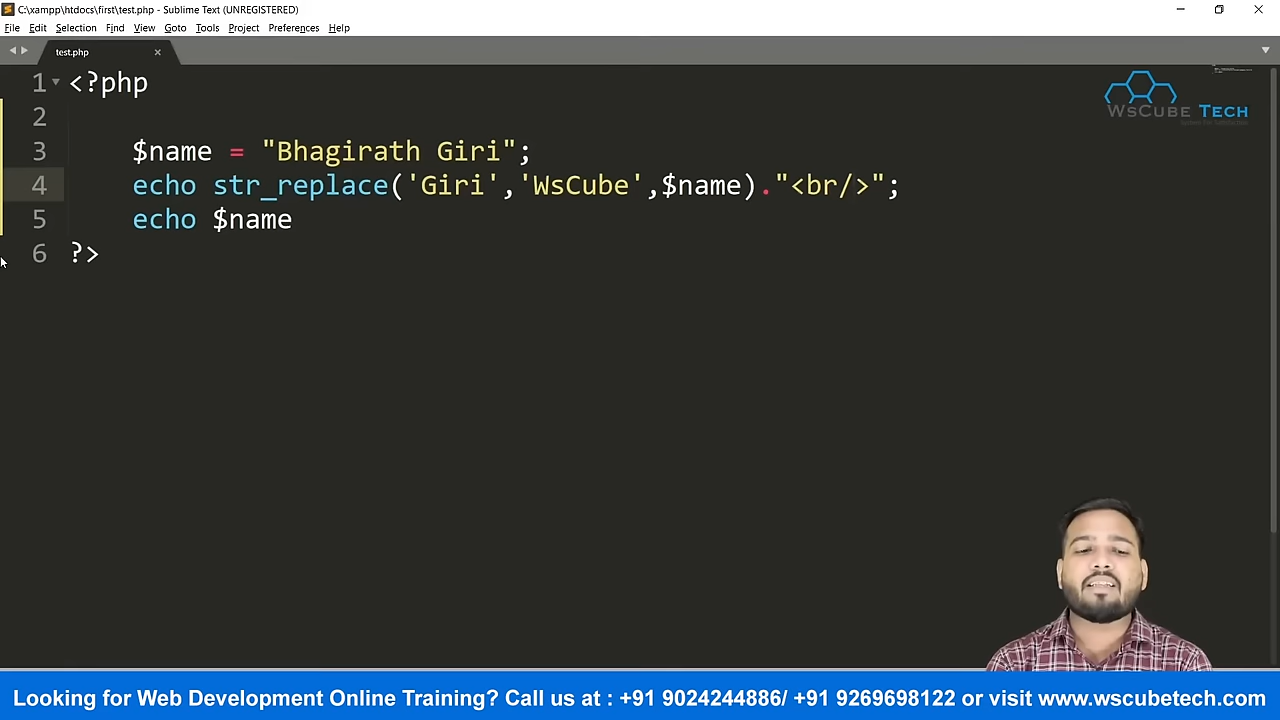 C:\xampp\htdocs\first\test.php - Sublime Text (UNREGISTERED)
File Edit Selection Find View Goto Tools Project Preferences Help
test.php
1 <?php
2
3 $name = "Bhagirath Giri";
4 echo str_replace('Giri','WsCube',$name)."<br/>";
5 echo $name
6 ?>
WsCube Tech
Looking for Web Development Online Training? Call us at : +91 9024244886/ +91 9269698122 or visit www.wscubetech.com